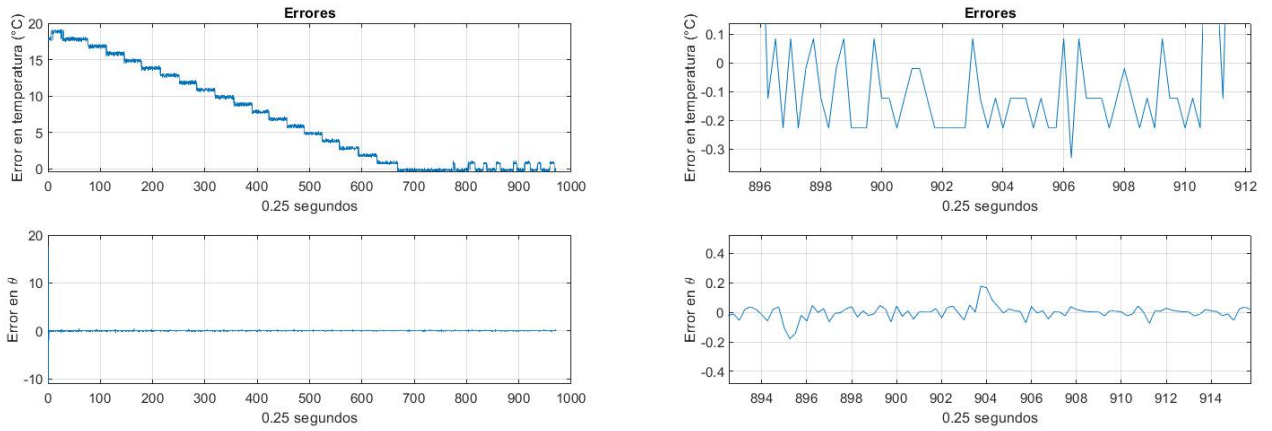 Errores
Error en temperatura (°C)
20
15
10
5
0
0 100 200 300 400 500 600 700 800 900 1000
0.25 segundos
Error en θ
20
10
0
-10
0 100 200 300 400 500 600 700 800 900 1000
0.25 segundos
Errores
Error en temperatura (°C)
0.1
0
-0.1
-0.2
-0.3
896 898 900 902 904 906 908 910 912
0.25 segundos
Error en θ
0.4
0.2
0
-0.2
-0.4
894 896 898 900 902 904 906 908 910 912 914
0.25 segundos